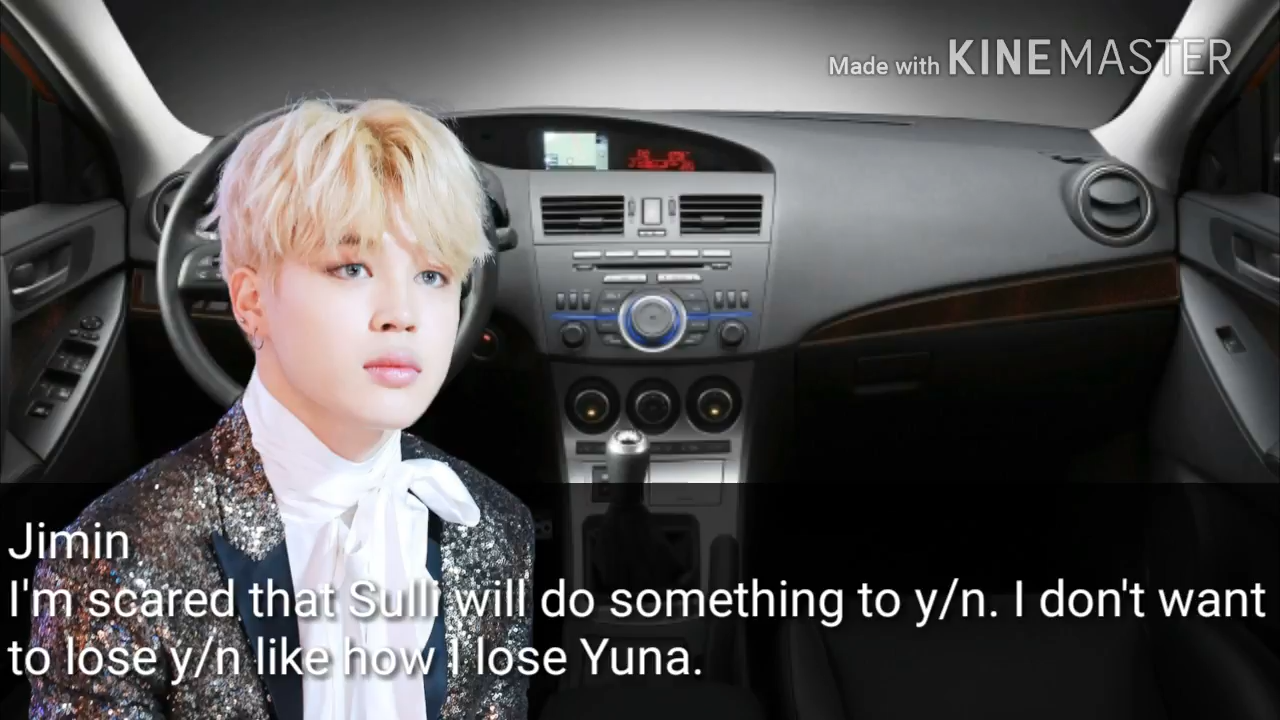 Made with KINEMASTER
Jimin
I'm scared that Sulli will do something to y/n. I don't want
to lose y/n like how I lose Yuna.